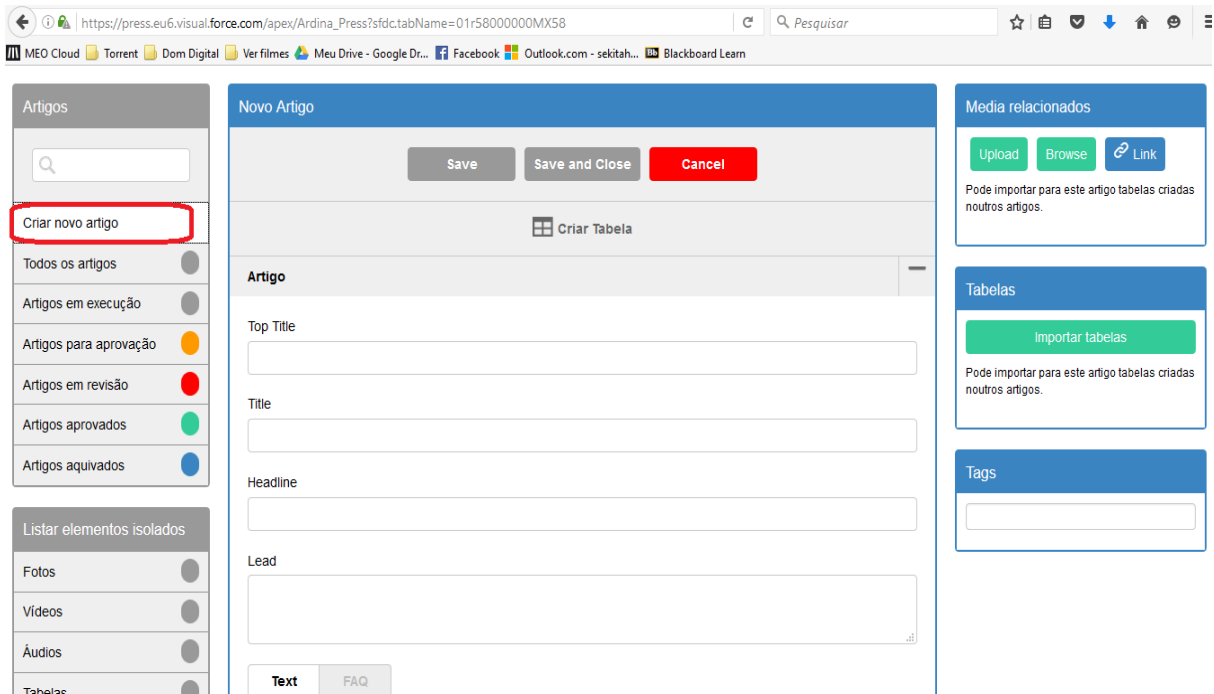 https://press.eu6.visual.force.com/apex/Ardina_Press?sfdc.tabName=01r58000000MX58
Pesquisar
MEO Cloud Torrent Dom Digital Ver filmes Meu Drive - Google Dr... Facebook Outlook.com - sekitah... Bb Blackboard Learn
Artigos
Criar novo artigo
Todos os artigos
Artigos em execução
Artigos para aprovação
Artigos em revisão
Artigos aprovados
Artigos aquivados
Listar elementos isolados
Fotos
Vídeos
Áudios
Tabelas
Novo Artigo
Save Save and Close Cancel
Criar Tabela
Artigo
Top Title
Title
Headline
Lead
Text FAQ
Media relacionados
Upload Browse Link
Pode importar para este artigo tabelas criadas
noutros artigos.
Tabelas
Importar tabelas
Pode importar para este artigo tabelas criadas
noutros artigos.
Tags